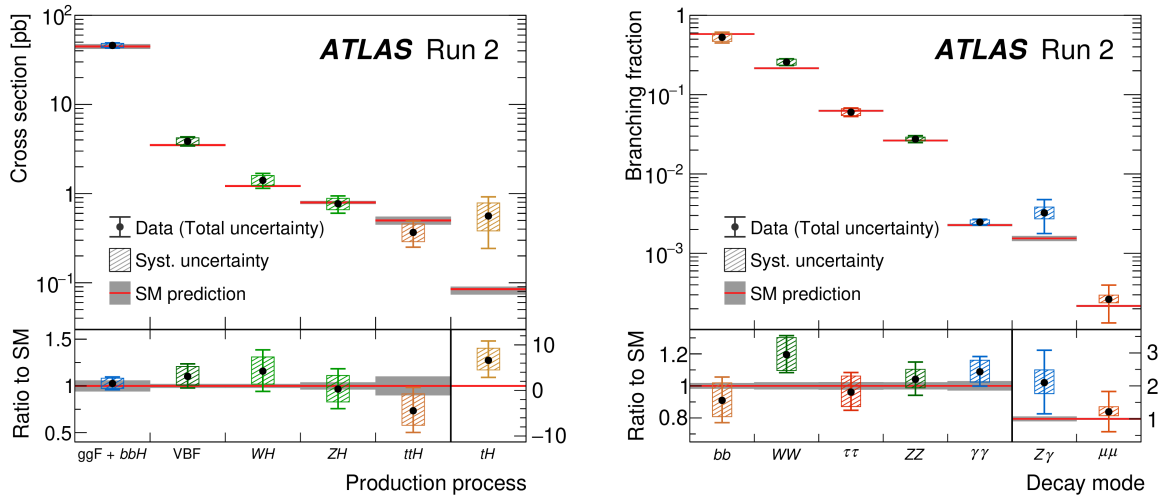 Cross section [pb]
10²
10
1
10⁻¹
ATLAS Run 2
Data (Total uncertainty)
Syst. uncertainty
SM prediction
Ratio to SM
1.5
1
0.5
10
0
−10
ggF + bbH VBF WH ZH ttH tH
Production process
Branching fraction
1
10⁻¹
10⁻²
10⁻³
ATLAS Run 2
Data (Total uncertainty)
Syst. uncertainty
SM prediction
Ratio to SM
1.2
1
0.8
3
2
1
bb WW ττ ZZ γγ Zγ μμ
Decay mode